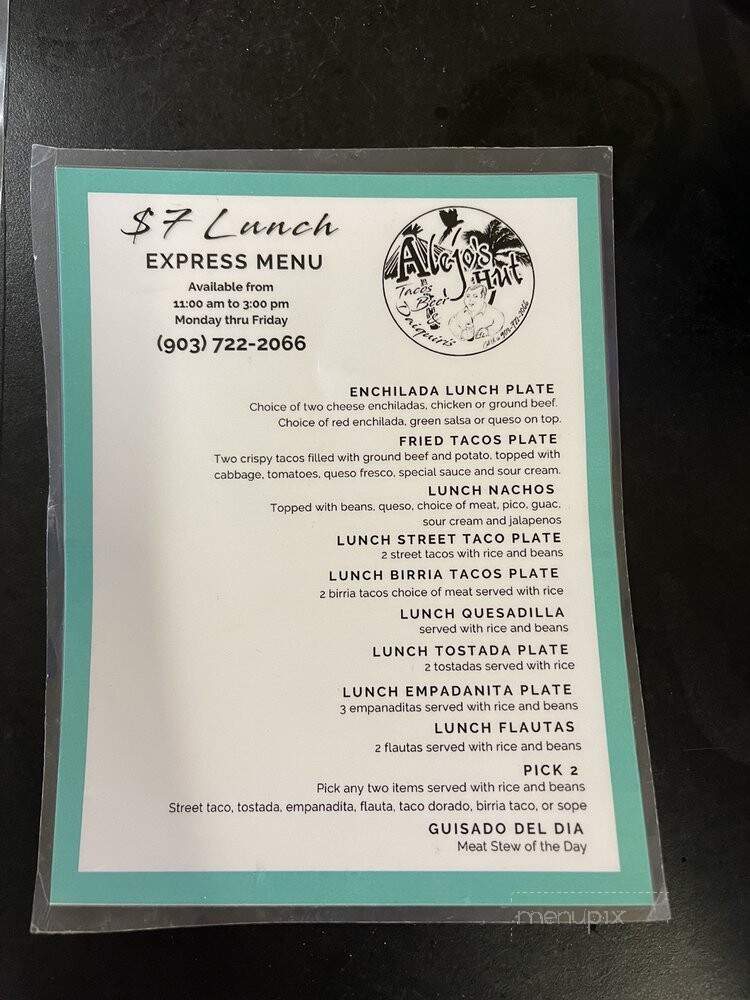 $7 Lunch
EXPRESS MENU
Available from
11:00 am to 3:00 pm
Monday thru Friday
(903) 722-2066
Alejo's
Hut
Tacos
Beer
&
Daiquiri's
ENCHILADA LUNCH PLATE
Choice of two cheese enchiladas, chicken or ground beef.
Choice of red enchilada, green salsa or queso on top.
FRIED TACOS PLATE
Two crispy tacos filled with ground beef and potato, topped with
cabbage, tomatoes, queso fresco, special sauce and sour cream.
LUNCH NACHOS
Topped with beans, queso, choice of meat, pico, guac,
sour cream and jalapenos
LUNCH STREET TACO PLATE
2 street tacos with rice and beans
LUNCH BIRRIA TACOS PLATE
2 birria tacos choice of meat served with rice
LUNCH QUESADILLA
served with rice and beans
LUNCH TOSTADA PLATE
2 tostadas served with rice
LUNCH EMPADANITA PLATE
3 empanaditas served with rice and beans
LUNCH FLAUTAS
2 flautas served with rice and beans
PICK 2
Pick any two items served with rice and beans
Street taco, tostada, empanadita, flauta, taco dorado, birria taco, or sope
GUISADO DEL DIA
Meat Stew of the Day
menupix